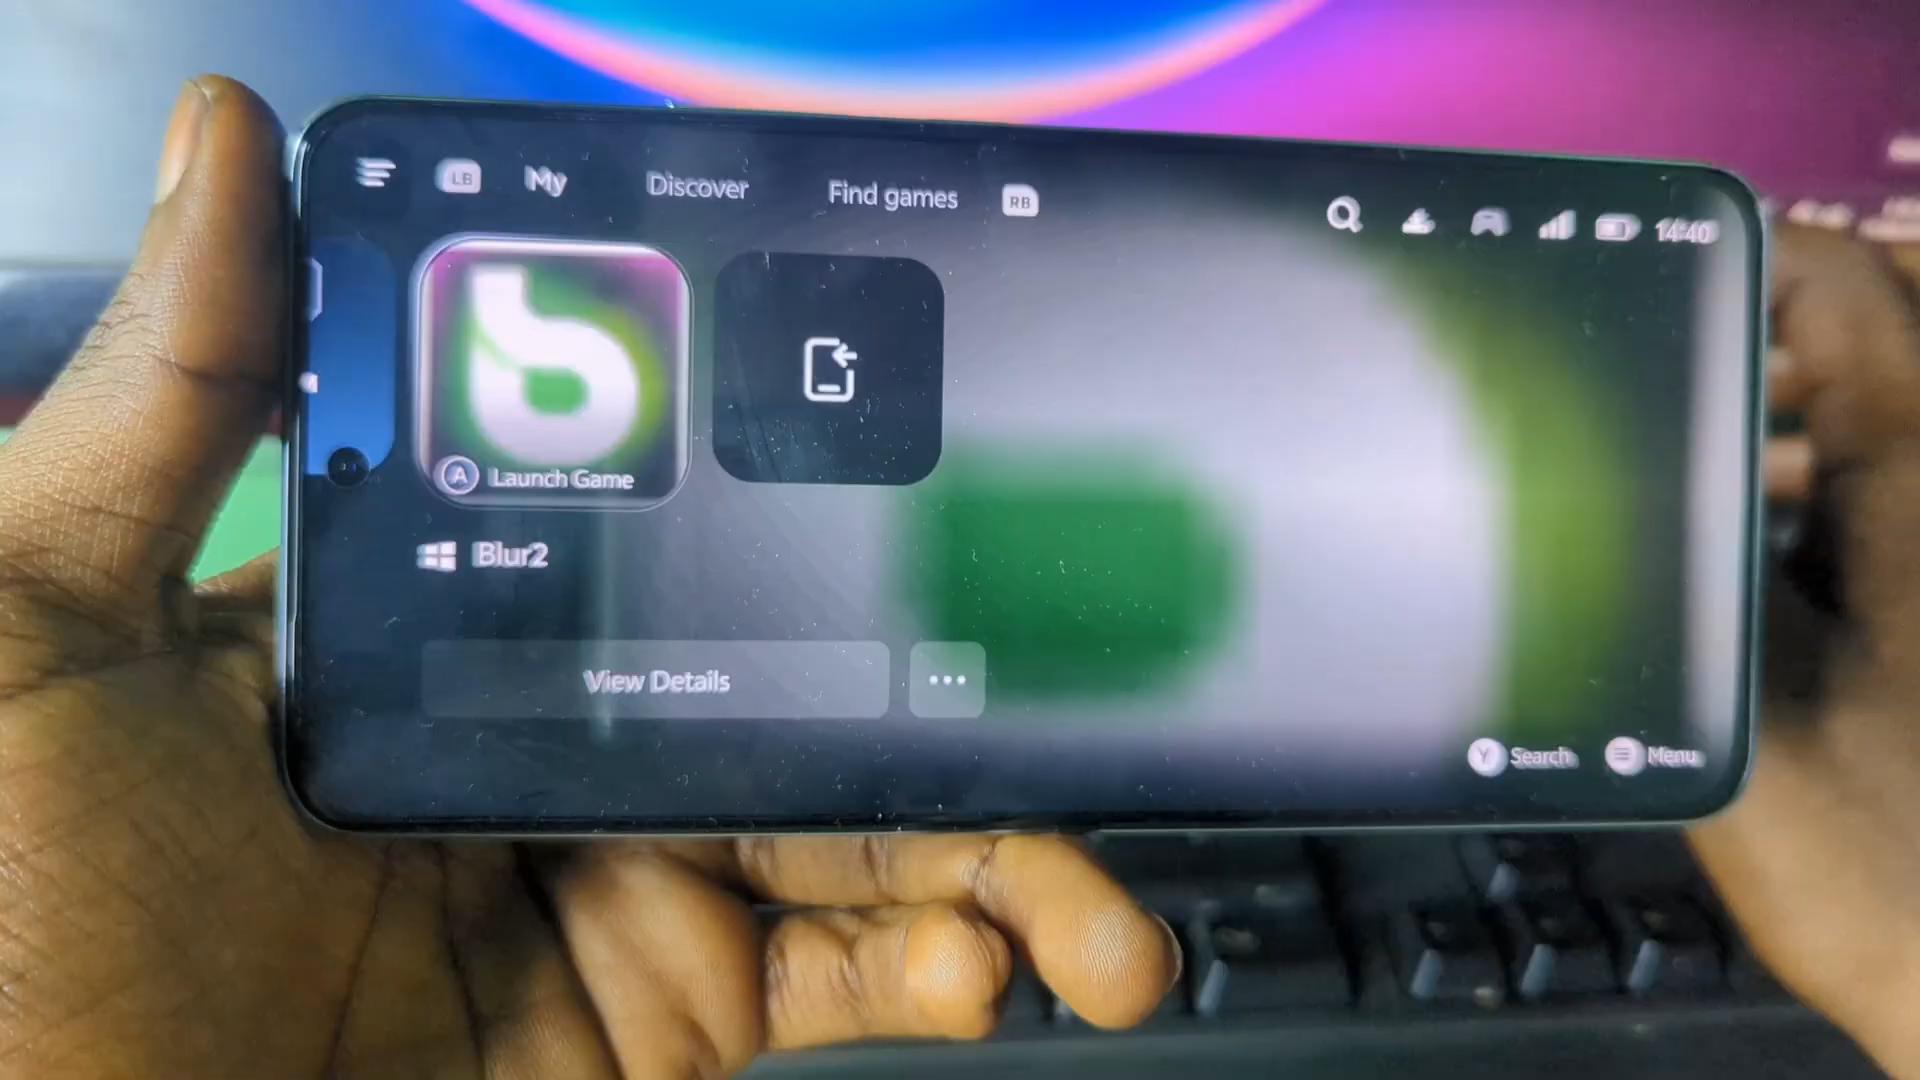 LB My Discover Find games RB
14:40
A Launch Game
Blur2
View Details
Y Search Menu